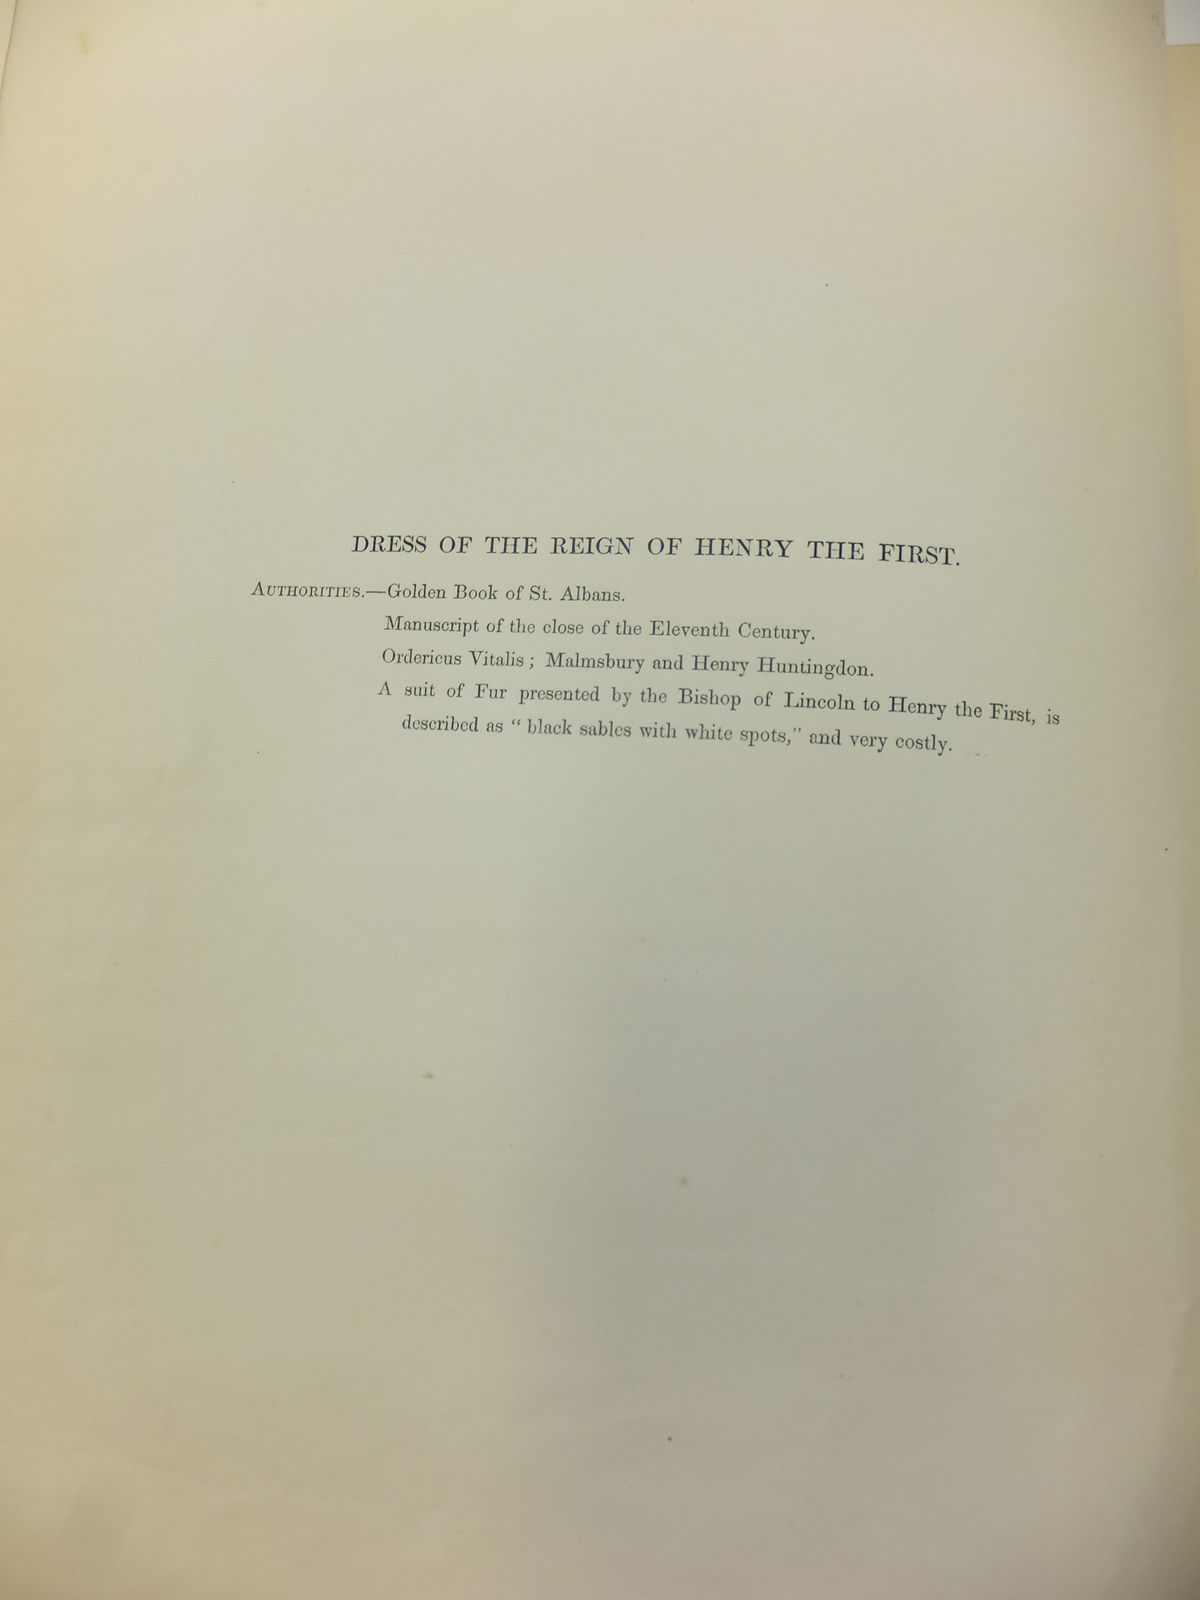 DRESS OF THE REIGN OF HENRY THE FIRST.
AUTHORITIES.—Golden Book of St. Albans.
Manuscript of the close of the Eleventh Century.
Ordericus Vitalis; Malmsbury and Henry Huntingdon.
A suit of Fur presented by the Bishop of Lincoln to Henry the First, is
described as "black sables with white spots," and very costly.